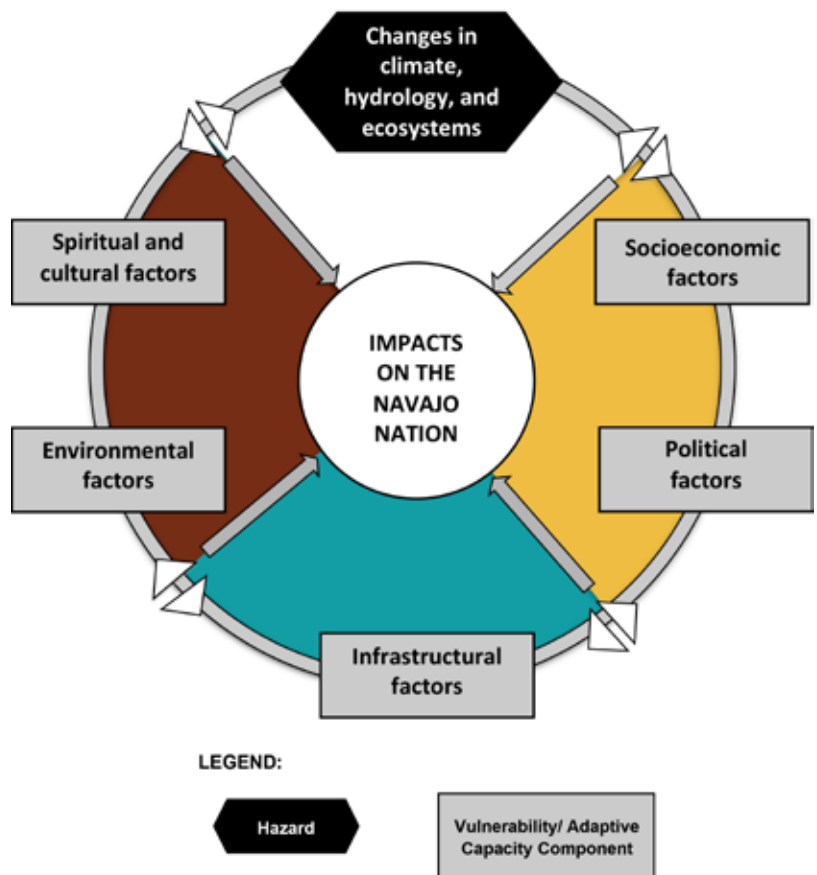 Changes in
climate,
hydrology, and
ecosystems
Spiritual and
cultural factors
Socioeconomic
factors
IMPACTS
ON THE
NAVAJO
NATION
Environmental
factors
Political
factors
Infrastructural
factors
LEGEND:
Hazard
Vulnerability/ Adaptive
Capacity Component